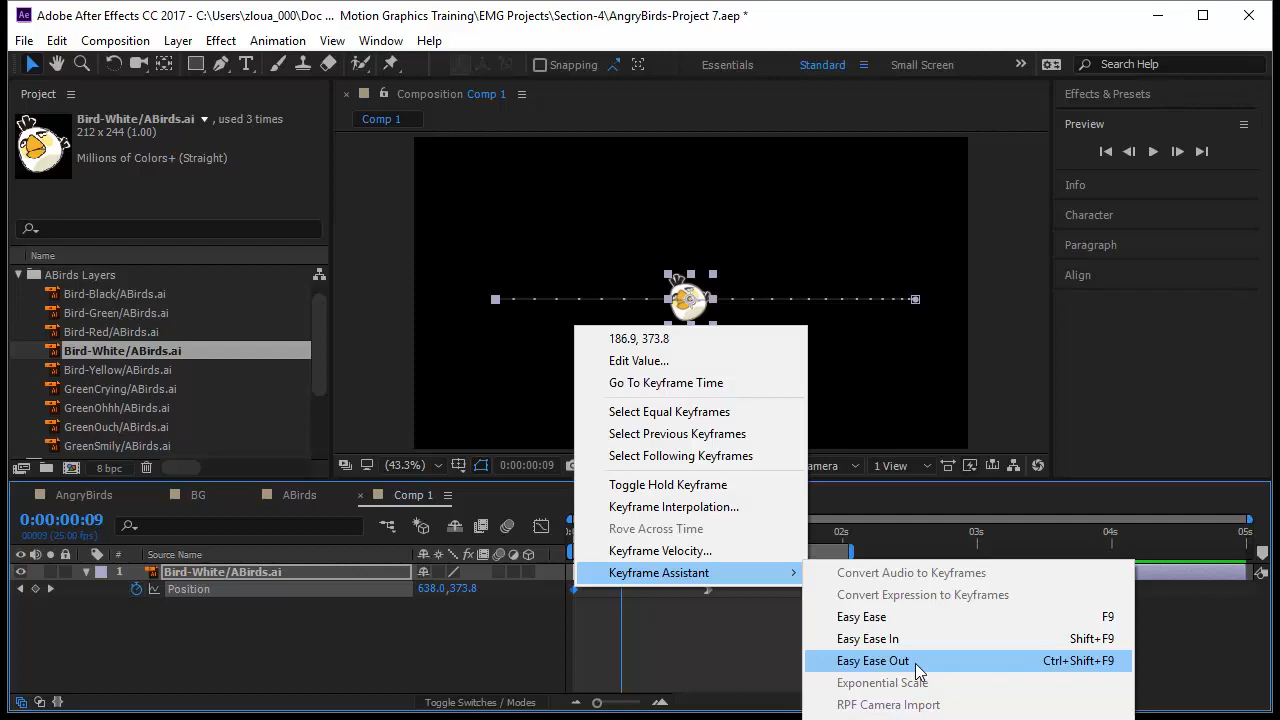 Adobe After Effects CC 2017 - C:\Users\zloua_000\Doc ... Motion Graphics Training\EMG Projects\Section-4\AngryBirds-Project 7.aep *
File Edit Composition Layer Effect Animation View Window Help
Snapping Essentials Standard Small Screen Search Help
Project
Composition Comp 1
Effects & Presets
Bird-White/ABirds.ai , used 3 times
Comp 1
Preview
212 x 244 (1.00)
Millions of Colors+ (Straight)
Info
Character
Paragraph
Align
Name
ABirds Layers
Bird-Black/ABirds.ai
Bird-Green/ABirds.ai
Bird-Red/ABirds.ai
Bird-White/ABirds.ai
Bird-Yellow/ABirds.ai
GreenCrying/ABirds.ai
GreenOhhh/ABirds.ai
GreenOuch/ABirds.ai
GreenSmily/ABirds.ai
8 bpc
(43.3%) 0:00:00:09 amera 1 View
186.9, 373.8
Edit Value...
Go To Keyframe Time
Select Equal Keyframes
Select Previous Keyframes
Select Following Keyframes
Toggle Hold Keyframe
Keyframe Interpolation...
Rove Across Time
Keyframe Velocity...
Keyframe Assistant
Convert Audio to Keyframes
Convert Expression to Keyframes
Easy Ease F9
Easy Ease In Shift+F9
Easy Ease Out Ctrl+Shift+F9
Exponential Scale
RPF Camera Import
AngryBirds BG ABirds Comp 1
0:00:00:09
00009 (25.00 fps)
02s 03s 04s 05s
# Source Name
1 Bird-White/ABirds.ai
Position 638.0,373.8
Toggle Switches / Modes